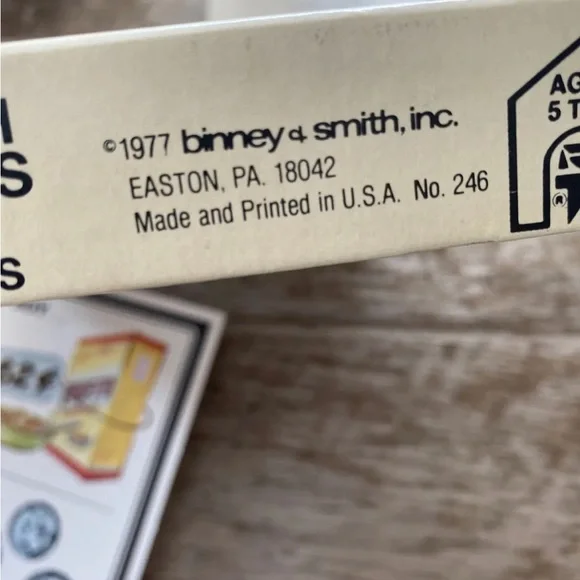 S
S
©1977 binney & smith, inc.
EASTON, PA. 18042
Made and Printed in U.S.A. No. 246
AG
5 T
®